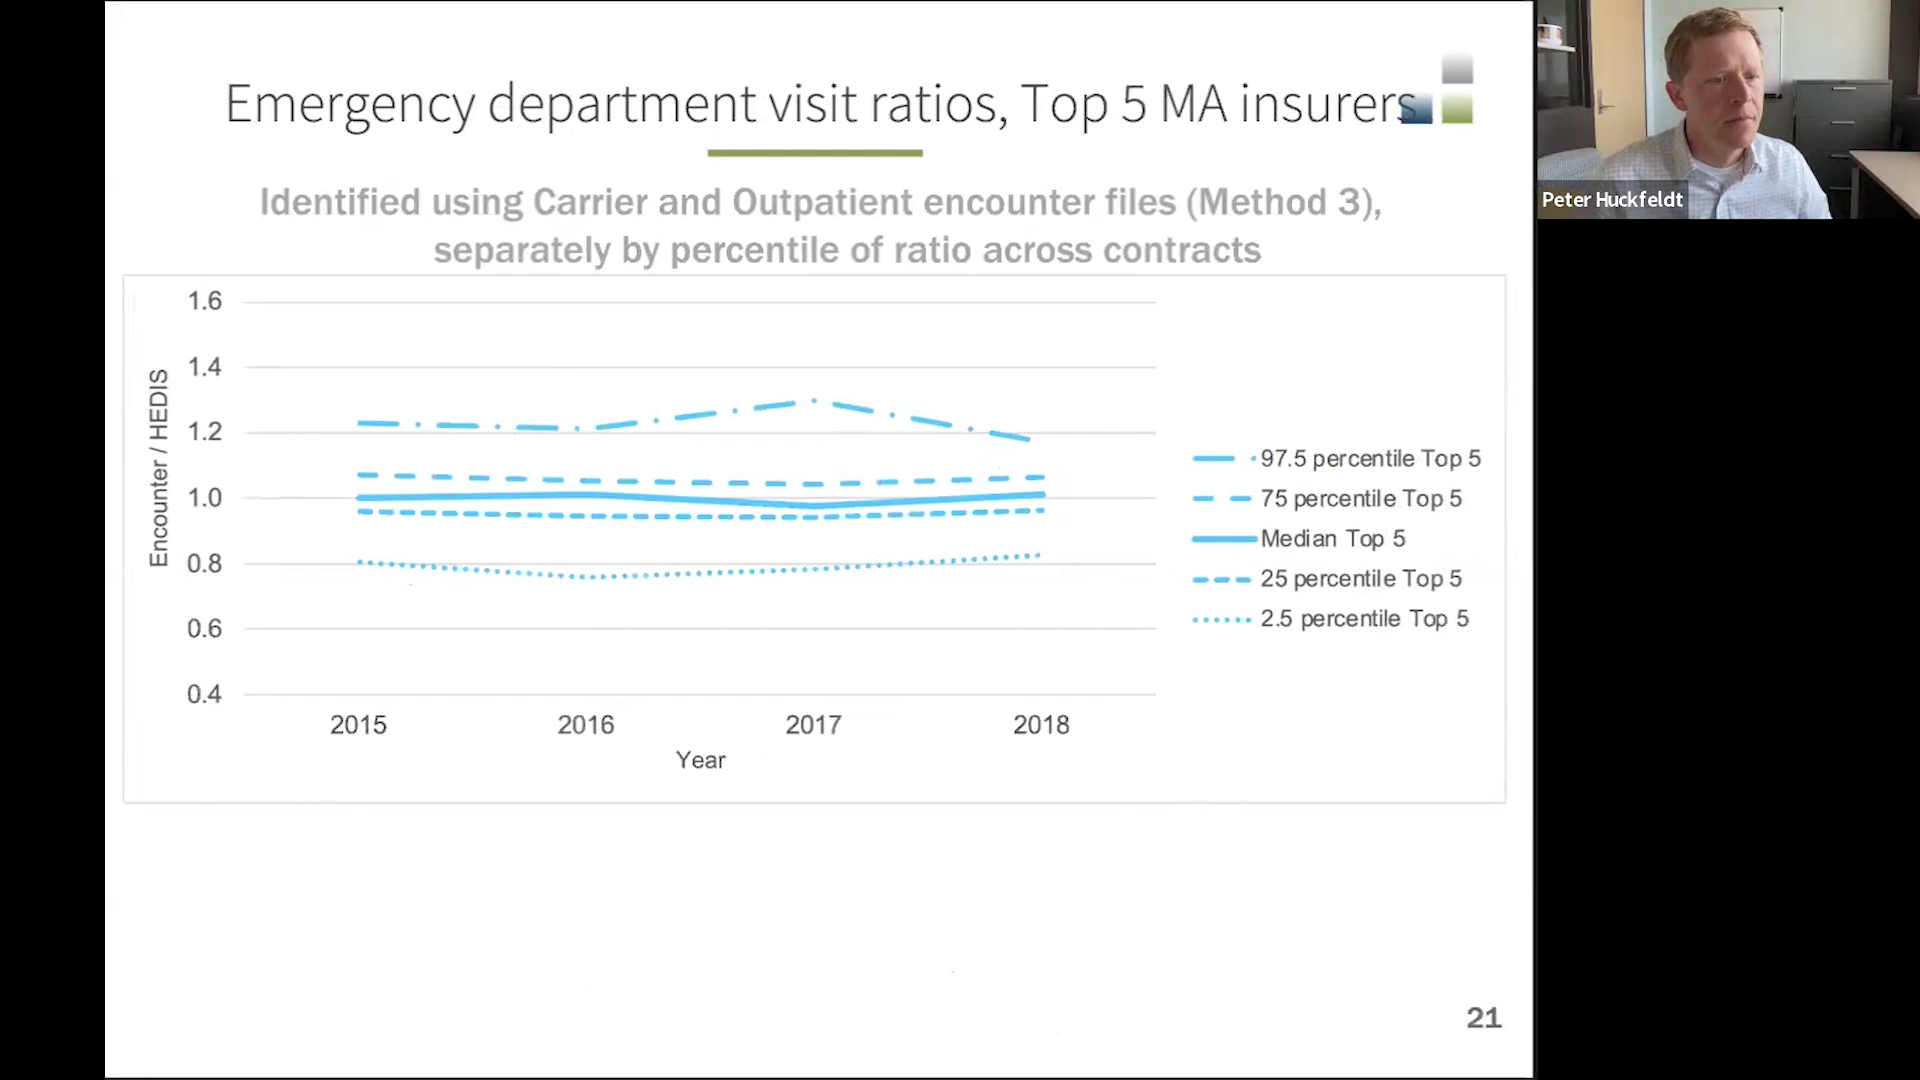 Emergency department visit ratios, Top 5 MA insurers
Identified using Carrier and Outpatient encounter files (Method 3),
separately by percentile of ratio across contracts
1.6
1.4
1.2
1.0
0.8
0.6
0.4
Encounter / HEDIS
2015 2016 2017 2018
Year
97.5 percentile Top 5
75 percentile Top 5
Median Top 5
25 percentile Top 5
2.5 percentile Top 5
21
Peter Huckfeldt